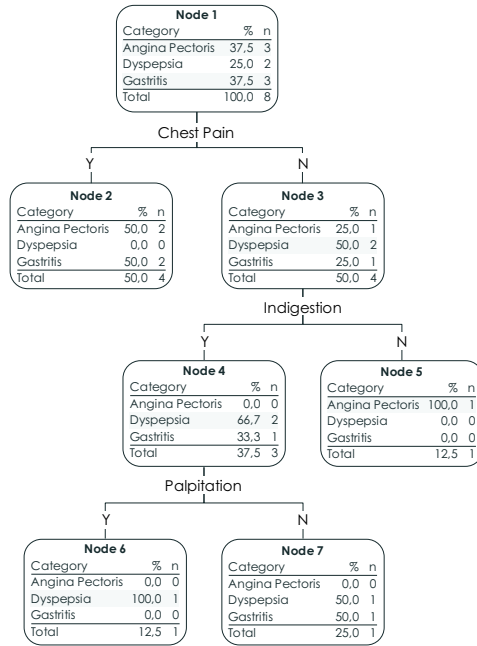 Node 1
Category % n
Angina Pectoris 37,5 3
Dyspepsia 25,0 2
Gastritis 37,5 3
Total 100,0 8
Chest Pain
Y N
Node 2
Category % n
Angina Pectoris 50,0 2
Dyspepsia 0,0 0
Gastritis 50,0 2
Total 50,0 4
Node 3
Category % n
Angina Pectoris 25,0 1
Dyspepsia 50,0 2
Gastritis 25,0 1
Total 50,0 4
Indigestion
Y N
Node 4
Category % n
Angina Pectoris 0,0 0
Dyspepsia 66,7 2
Gastritis 33,3 1
Total 37,5 3
Node 5
Category % n
Angina Pectoris 100,0 1
Dyspepsia 0,0 0
Gastritis 0,0 0
Total 12,5 1
Palpitation
Y N
Node 6
Category % n
Angina Pectoris 0,0 0
Dyspepsia 100,0 1
Gastritis 0,0 0
Total 12,5 1
Node 7
Category % n
Angina Pectoris 0,0 0
Dyspepsia 50,0 1
Gastritis 50,0 1
Total 25,0 1